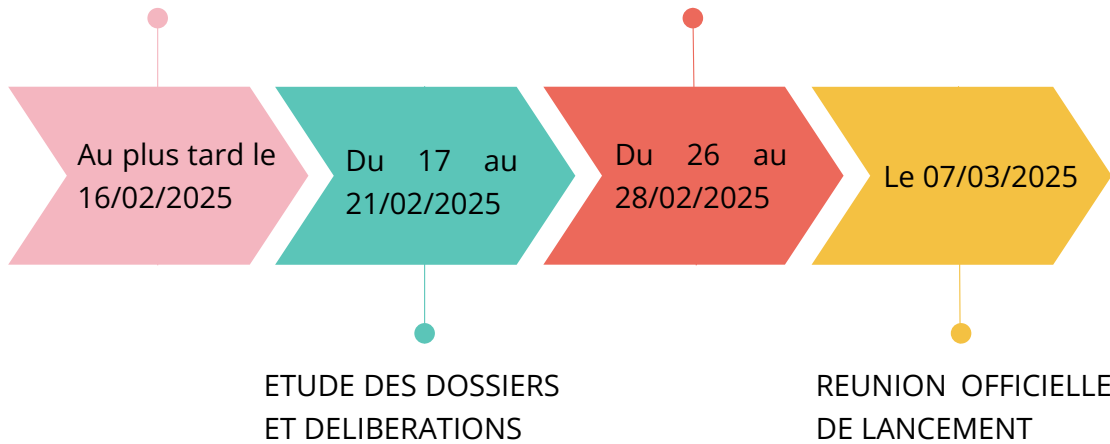 Au plus tard le
16/02/2025
Du 17 au
21/02/2025
Du 26 au
28/02/2025
Le 07/03/2025
ETUDE DES DOSSIERS
ET DELIBERATIONS
REUNION OFFICIELLE
DE LANCEMENT